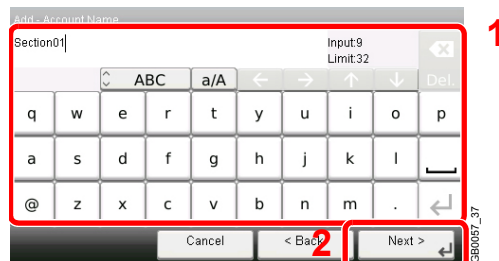 Add - Account Name
1
Section01 Input:9
Limit:32
ABC a/A ← → ↑ ↓ Del.
q w e r t y u i o p
a s d f g h j k l
@ z x c v b n m .
Cancel < Back 2 Next >
GB0057_37